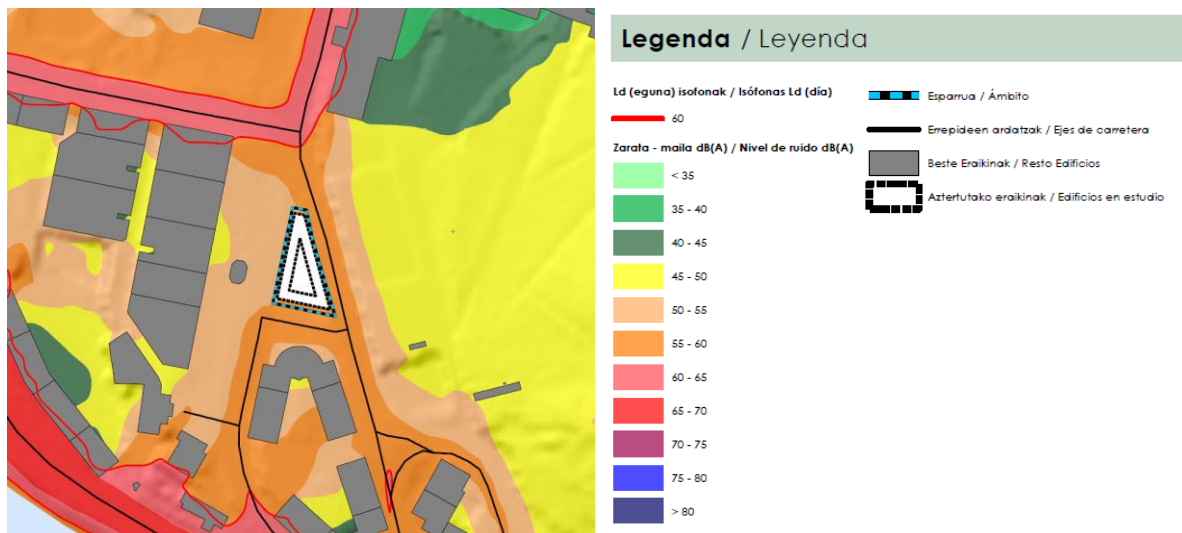 Legenda / Leyenda
Ld (eguna) isofonak / Isófonas Ld (día)
60
Zarata - maila dB(A) / Nivel de ruido dB(A)
< 35
35 - 40
40 - 45
45 - 50
50 - 55
55 - 60
60 - 65
65 - 70
70 - 75
75 - 80
> 80
Esparrua / Ámbito
Errepideen ardatzak / Ejes de carretera
Beste Eraikinak / Resto Edificios
Aztertutako eraikinak / Edificios en estudio